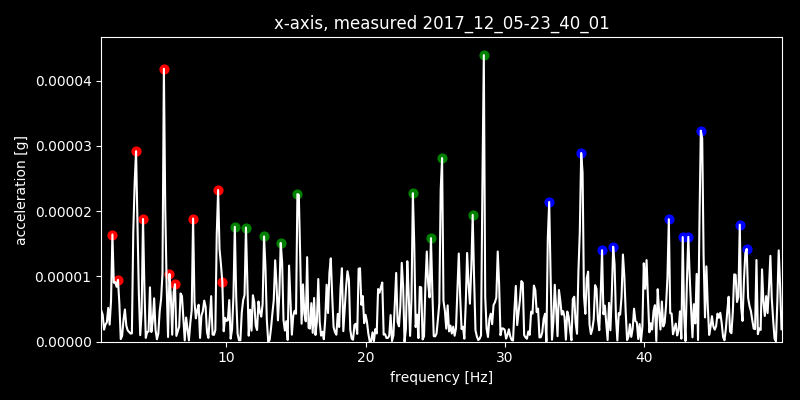 x-axis, measured 2017_12_05-23_40_01
acceleration [g]
0.00004
0.00003
0.00002
0.00001
0.00000
10 20 30 40
frequency [Hz]